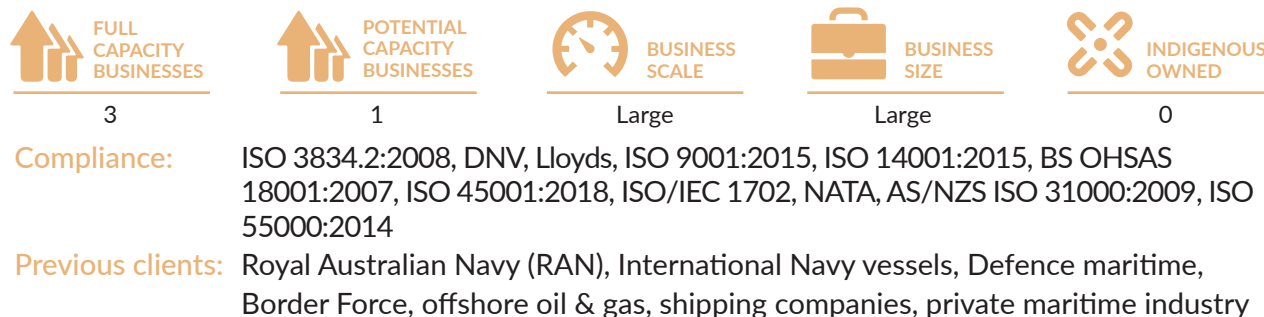 FULL
CAPACITY
BUSINESSES
POTENTIAL
CAPACITY
BUSINESSES
BUSINESS
SCALE
BUSINESS
SIZE
INDIGENOUS
OWNED
3
1
Large
Large
0
Compliance: ISO 3834.2:2008, DNV, Lloyds, ISO 9001:2015, ISO 14001:2015, BS OHSAS
18001:2007, ISO 45001:2018, ISO/IEC 1702, NATA, AS/NZS ISO 31000:2009, ISO
55000:2014
Previous clients: Royal Australian Navy (RAN), International Navy vessels, Defence maritime,
Border Force, offshore oil & gas, shipping companies, private maritime industry